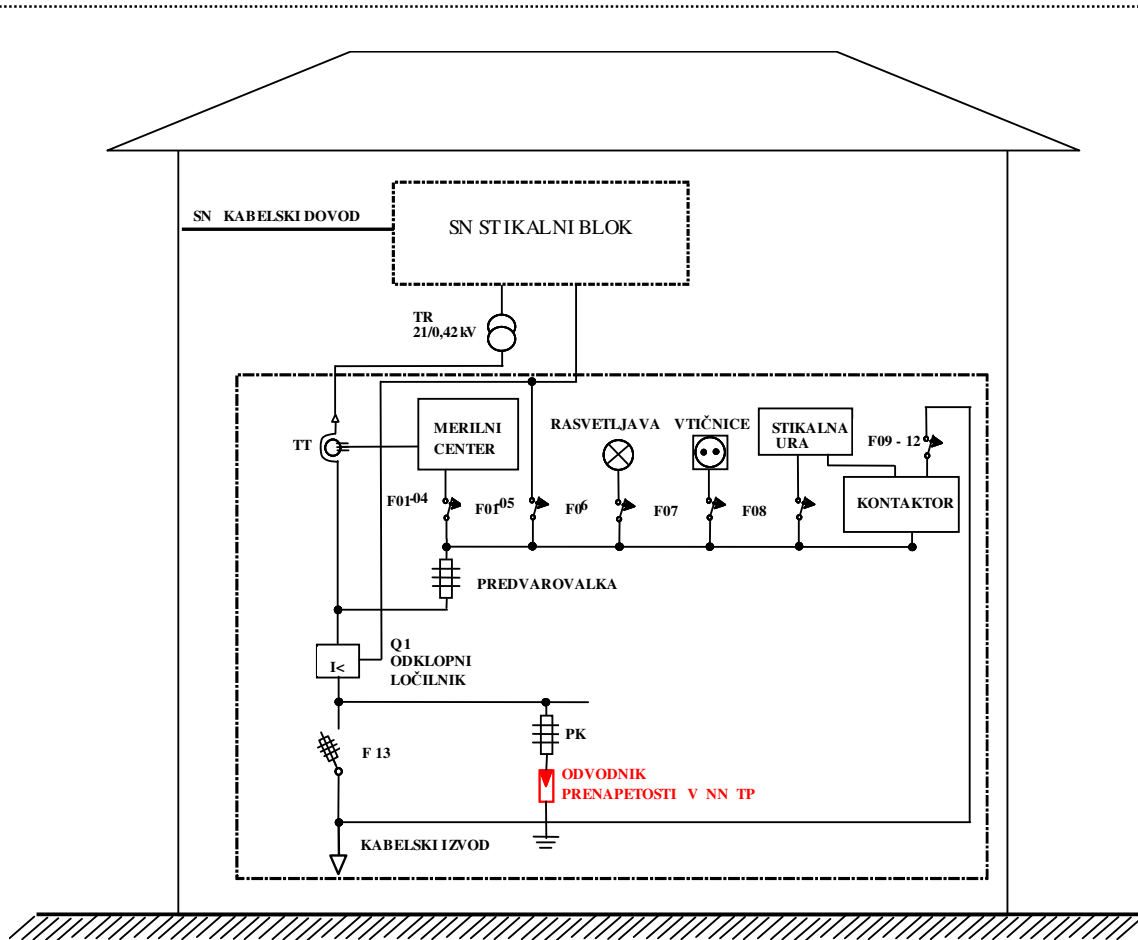 SN KABELSKI DOVOD
SN STIKALNI BLOK
TR
21/0,42 kV
TT
MERILNI
CENTER
RASVETLJAVA
VTIČNICE
STIKALNA
URA
F09 - 12
KONTAKTOR
F01-04
F01-05
F06
F07
F08
PREDVAROVALKA
Q1
ODKLOPNI
LOČILNIK
I<
PK
F 13
ODVODNIK
PRENAPETOSTI V NN TP
KABELSKI IZVOD